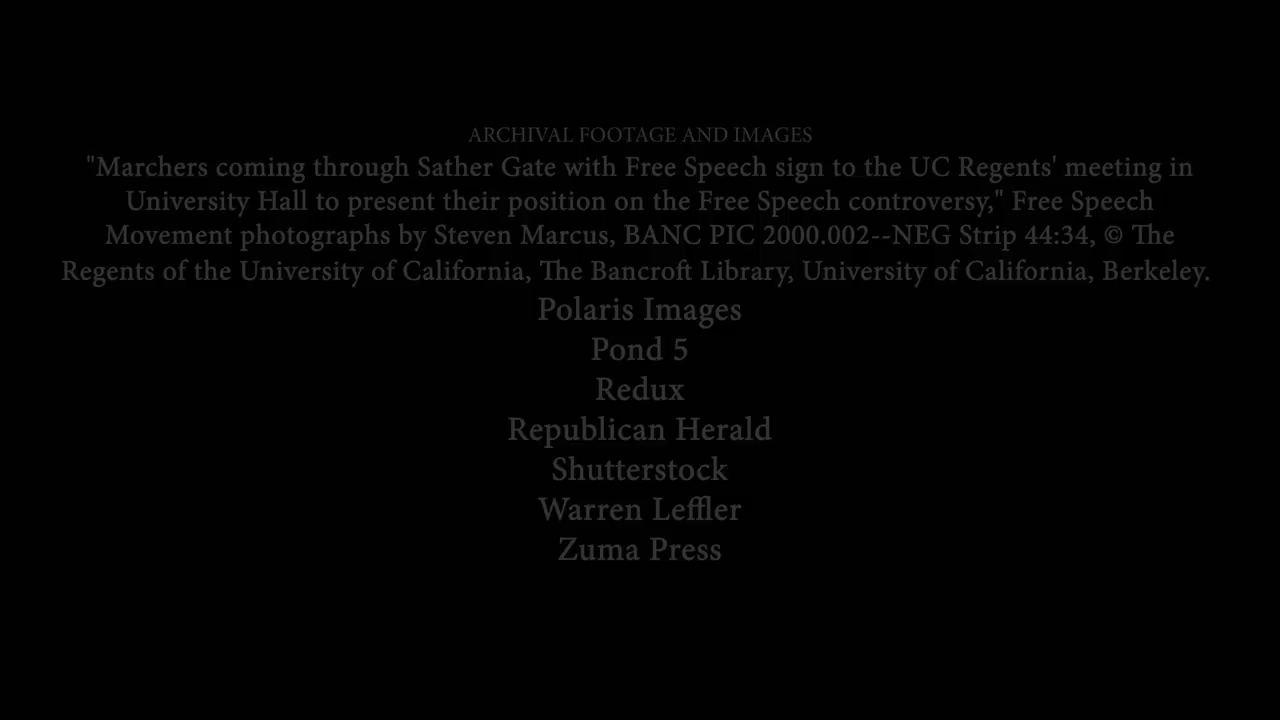 ARCHIVAL FOOTAGE AND IMAGES
"Marchers coming through Sather Gate with Free Speech sign to the UC Regents' meeting in
University Hall to present their position on the Free Speech controversy," Free Speech
Movement photographs by Steven Marcus, BANC PIC 2000.002--NEG Strip 44:34, © The
Regents of the University of California, The Bancroft Library, University of California, Berkeley.
Polaris Images
Pond 5
Redux
Republican Herald
Shutterstock
Warren Leffler
Zuma Press